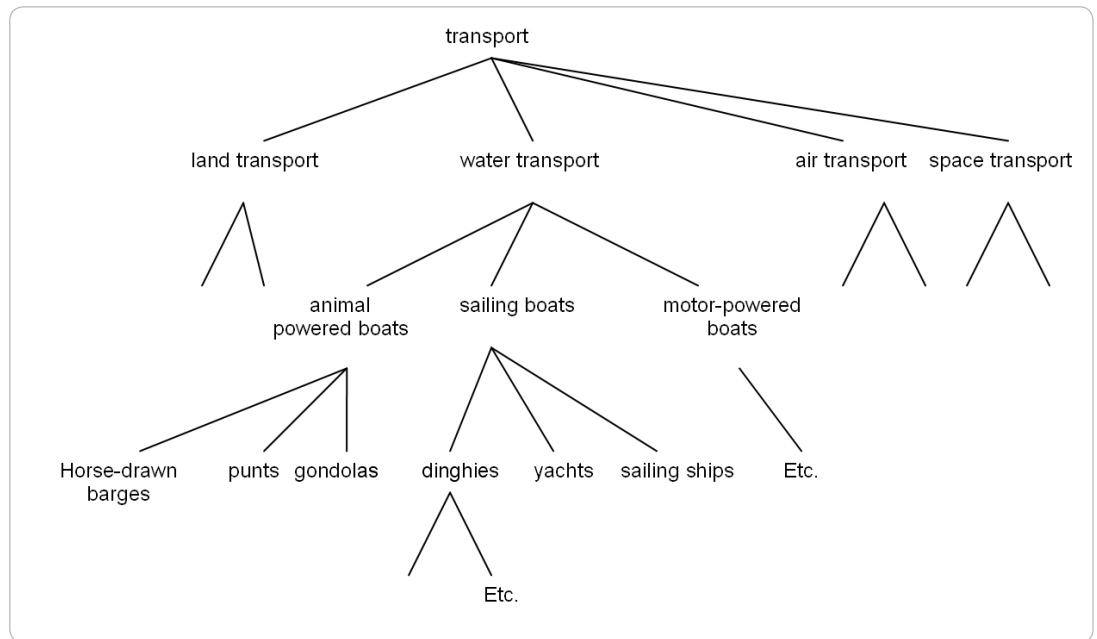 transport
land transport
water transport
air transport
space transport
animal
powered boats
sailing boats
motor-powered
boats
Horse-drawn
barges
punts
gondolas
dinghies
yachts
sailing ships
Etc.
Etc.